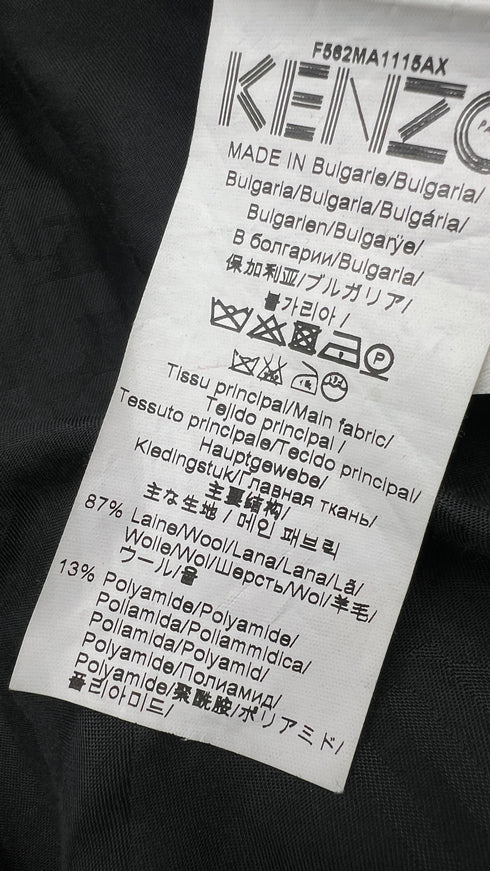 F562MA1115AX
KENZO
PA
MADE IN Bulgarie/Bulgaria/
Bulgaria/Bulgaria/Bulgária/
Bulgarien/Bulgarÿe/
В болгарии/Bulgaria/
保加利亚/ブルガリア/
불가리아/
P
Tissu principal/Main fabric/
Tejido principal /
Tessuto principale/Tecido principal/
Hauptgewebe/
Kledingstuk/Главная ткань/
主要结构/
主な生地 / 메인 패브릭
87% Laine/Wool/Lana/Lana/Lã/
Wolle/Wol/Шерсть/Wol/羊毛/
ウール/울
13% Polyamide/Polyamide/
Poliamida/Poliammidica/
Poliamida/Polyamid/
Polyamide/Полиамид/
Polyamide/聚酰胺/ポリアミド/
폴리아미드/